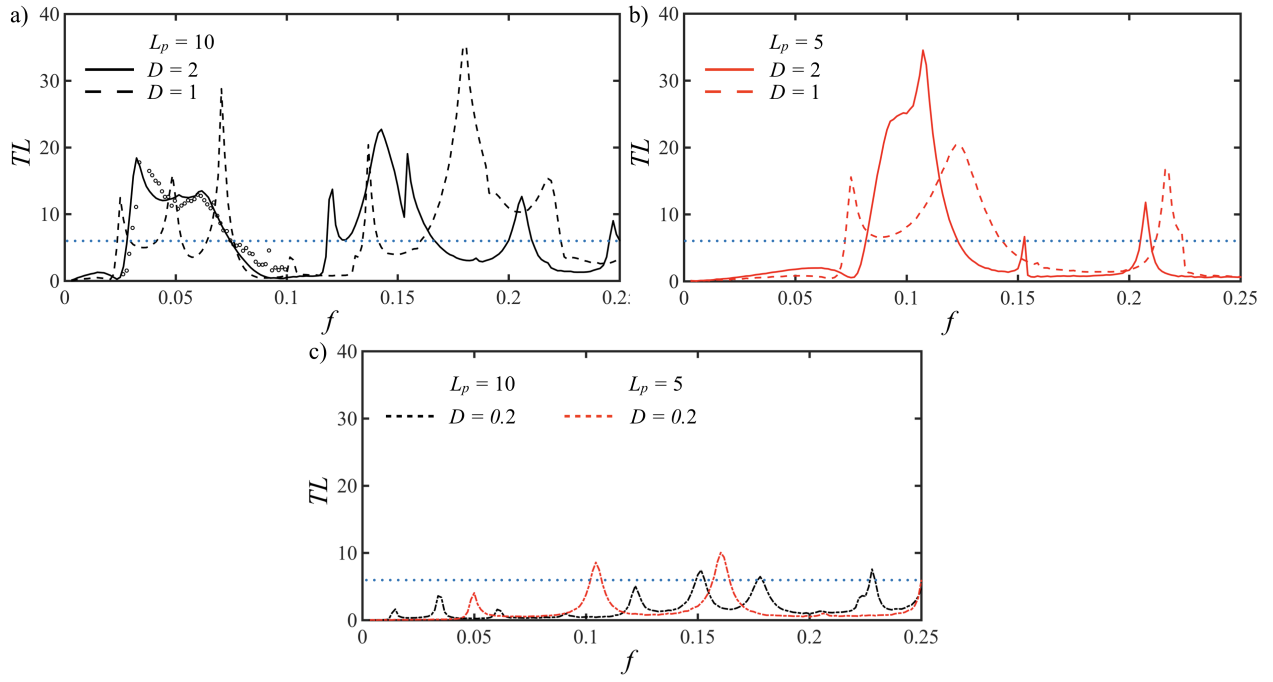 a)
L_p = 10
D = 2
D = 1
TL
40
30
20
10
0
0 0.05 0.1 0.15 0.2 0.2
f
b)
L_p = 5
D = 2
D = 1
TL
40
30
20
10
0
0 0.05 0.1 0.15 0.2 0.25
f
c)
L_p = 10 L_p = 5
D = 0.2 D = 0.2
TL
40
30
20
10
0
0 0.05 0.1 0.15 0.2 0.25
f